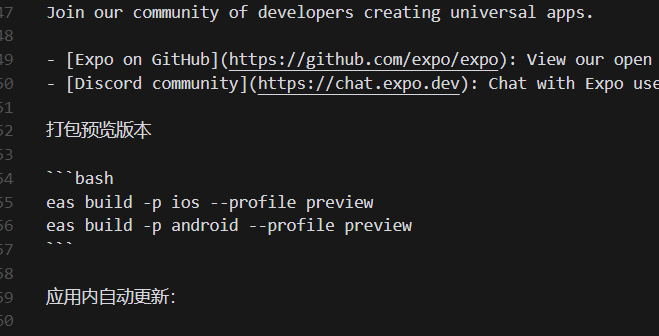 47 Join our community of developers creating universal apps.
48
49 - [Expo on GitHub](https://github.com/expo/expo): View our open
50 - [Discord community](https://chat.expo.dev): Chat with Expo use
51
52 打包预览版本
53
54 ```bash
55 eas build -p ios --profile preview
56 eas build -p android --profile preview
57 ```
58
59 应用内自动更新:
60